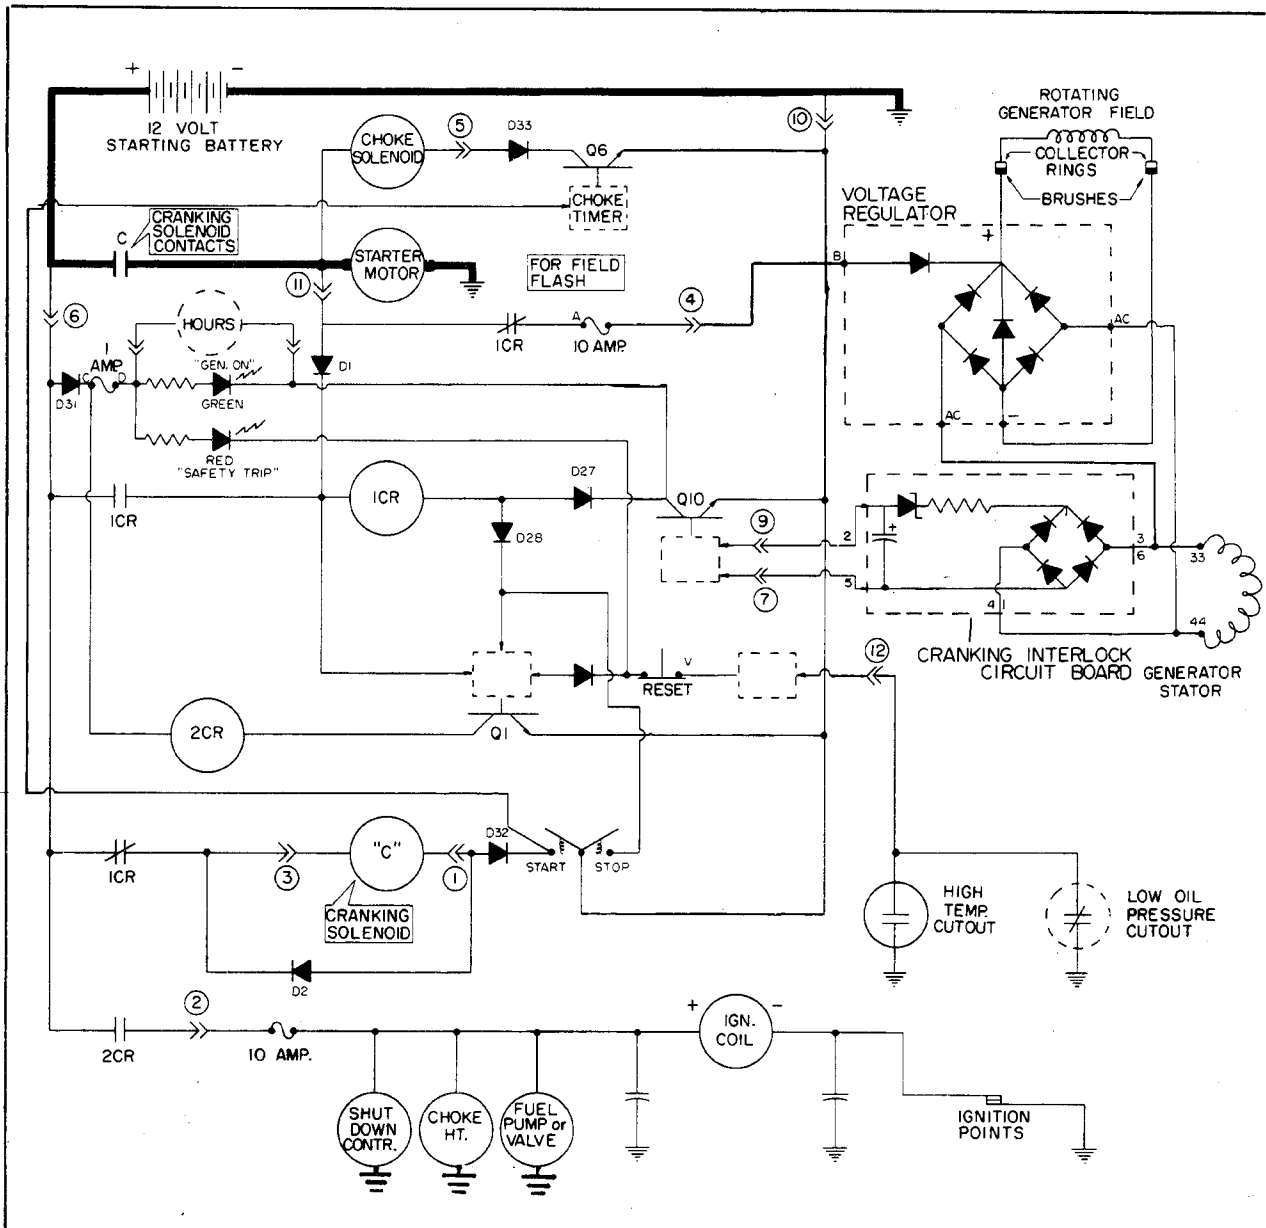 + -
12 VOLT
STARTING BATTERY
5
D33
CHOKE
SOLENOID
Q6
10
ROTATING
GENERATOR FIELD
COLLECTOR
RINGS
BRUSHES
CHOKE
TIMER
VOLTAGE
REGULATOR
+
C
CRANKING
SOLENOID
CONTACTS
STARTER
MOTOR
FOR FIELD
FLASH
B
11
6
HOURS
4
A
1CR
10 AMP.
AC
1
AMP
"GEN. ON"
D1
C
D
D31
GREEN
AC
-
RED
"SAFETY TRIP"
1CR
1CR
D27
Q10
D28
9
2
+
3
6
33
7
5
4
44
12
CRANKING INTERLOCK
CIRCUIT BOARD
GENERATOR
STATOR
V
RESET
2CR
Q1
1CR
3
"C"
1
D32
START
STOP
CRANKING
SOLENOID
D2
HIGH
TEMP.
CUTOUT
LOW OIL
PRESSURE
CUTOUT
2
2CR
10 AMP.
+
IGN.
COIL
-
SHUT
DOWN
CONTR.
CHOKE
HT.
FUEL
PUMP or
VALVE
IGNITION
POINTS